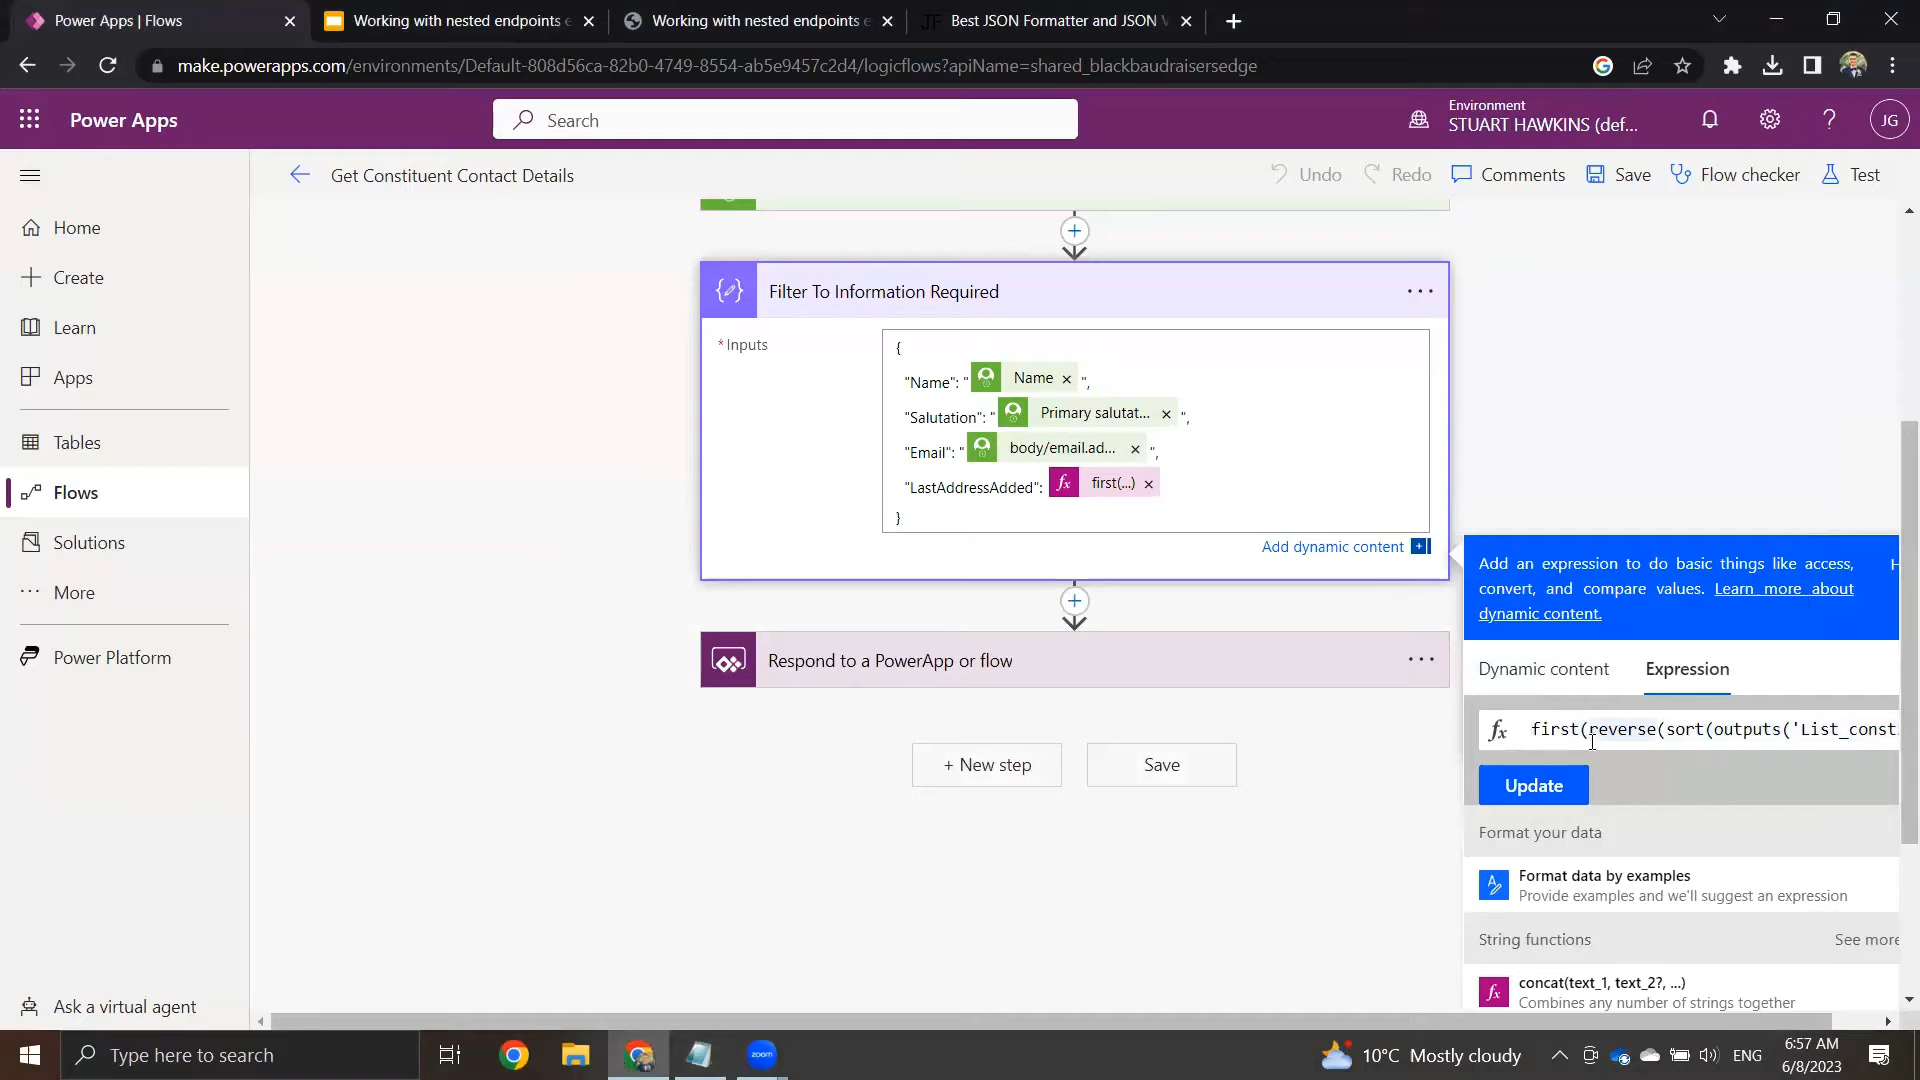 Power Apps | Flows
Working with nested endpoints e
Working with nested endpoints e
JF Best JSON Formatter and JSON V
make.powerapps.com/environments/Default-808d56ca-82b0-4749-8554-ab5e9457c2d4/logicflows?apiName=shared_blackbaudraisersedge
Power Apps
Search
Environment
STUART HAWKINS (def...
JG
Get Constituent Contact Details
Undo
Redo
Comments
Save
Flow checker
Test
Home
Create
Learn
Apps
Tables
Flows
Solutions
More
Power Platform
Ask a virtual agent
Filter To Information Required
* Inputs
{
"Name": " Name × ",
"Salutation": " Primary salutat... × ",
"Email": " body/email.ad... × ",
"LastAddressAdded": fx first(...) ×
}
Add dynamic content
Respond to a PowerApp or flow
+ New step
Save
Add an expression to do basic things like access,
convert, and compare values. Learn more about
dynamic content.
Dynamic content
Expression
fx first(reverse(sort(outputs('List_const
Update
Format your data
Format data by examples
Provide examples and we'll suggest an expression
String functions
See more
fx concat(text_1, text_2?, ...)
Combines any number of strings together
Type here to search
zoom
10°C Mostly cloudy
ENG
6:57 AM
6/8/2023